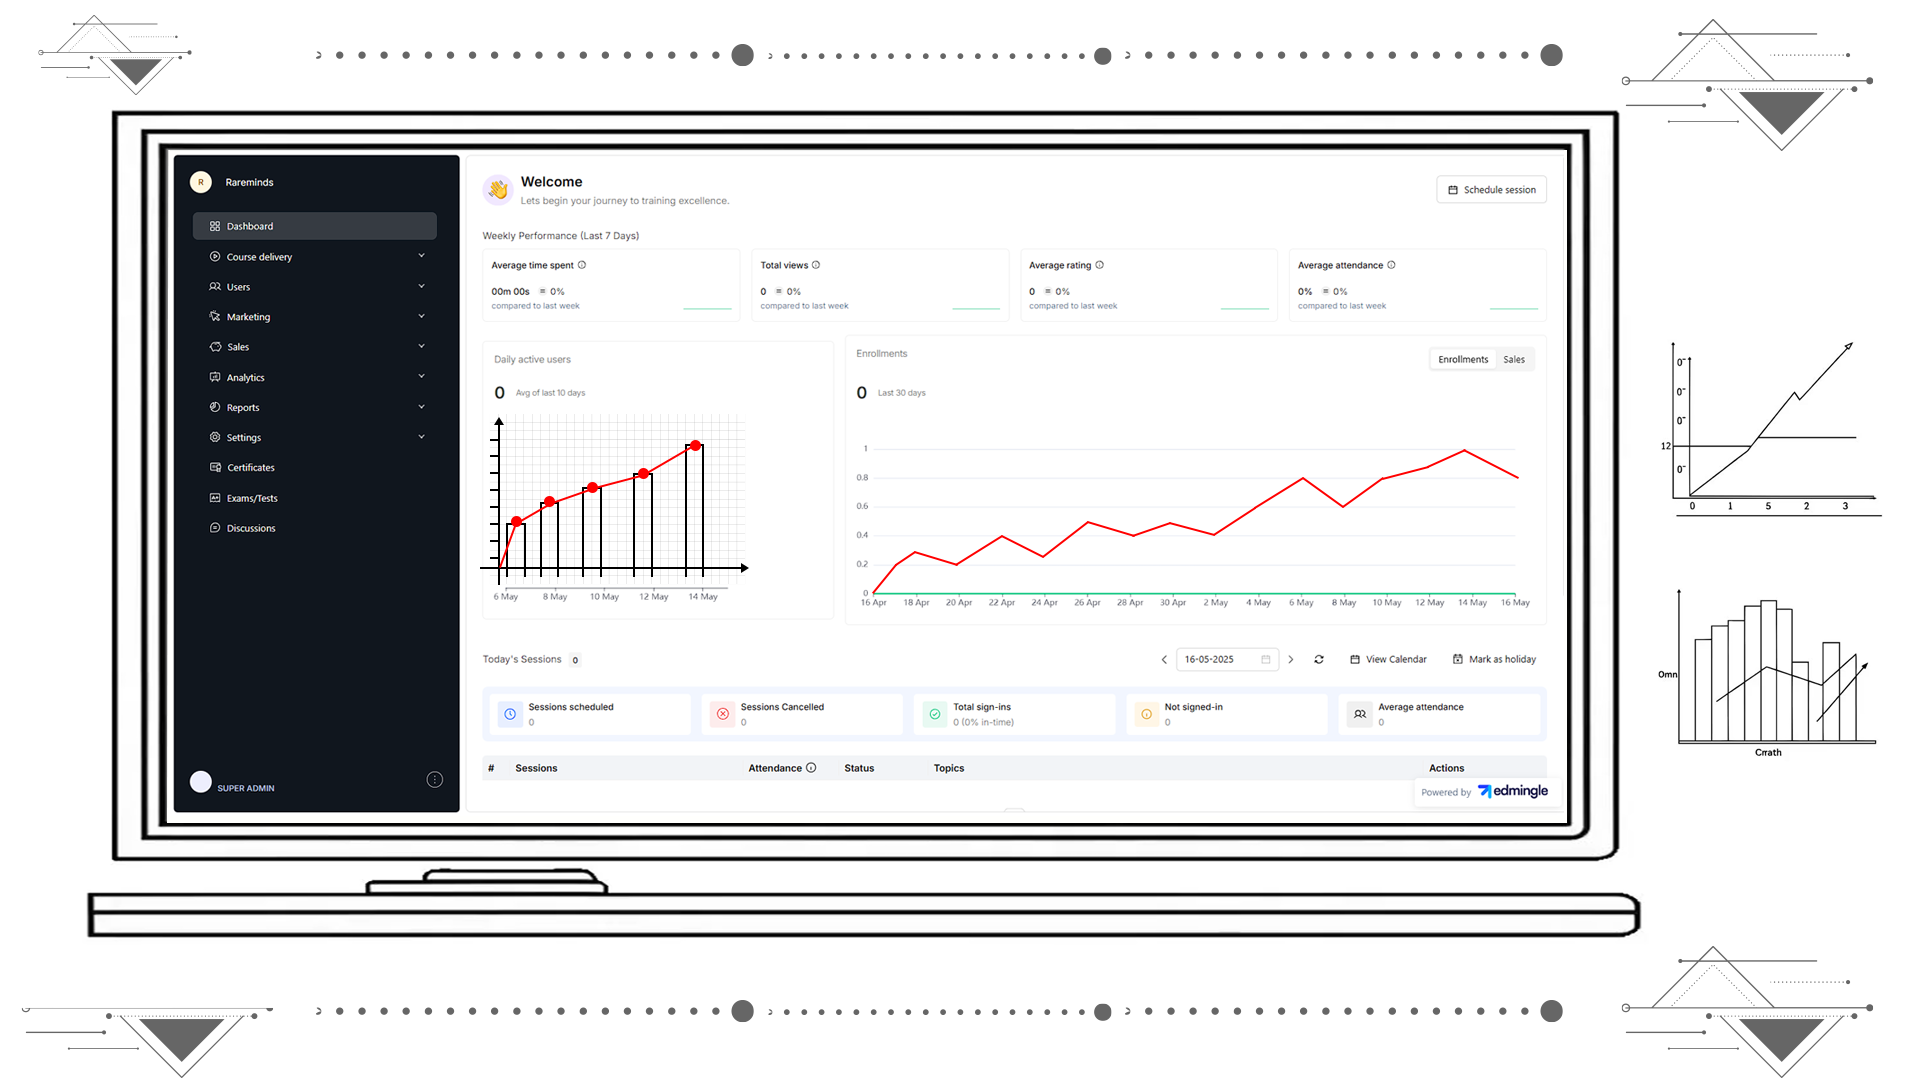 R Rareminds
Dashboard
Course delivery
Users
Marketing
Sales
Analytics
Reports
Settings
Certificates
Exams/Tests
Discussions
SUPER ADMIN
Welcome
Lets begin your journey to training excellence.
Schedule session
Weekly Performance (Last 7 Days)
Average time spent
00m 00s = 0%
compared to last week
Total views
0 = 0%
compared to last week
Average rating
0 = 0%
compared to last week
Average attendance
0% = 0%
compared to last week
Daily active users
0 Avg of last 10 days
6 May 8 May 10 May 12 May 14 May
Enrollments
Enrollments Sales
0 Last 30 days
1
0.8
0.6
0.4
0.2
0
16 Apr 18 Apr 20 Apr 22 Apr 24 Apr 26 Apr 28 Apr 30 Apr 2 May 4 May 6 May 8 May 10 May 12 May 14 May 16 May
Today's Sessions 0
16-05-2025
View Calendar
Mark as holiday
Sessions scheduled
0
Sessions Cancelled
0
Total sign-ins
0 (0% in-time)
Not signed-in
0
Average attendance
0
# Sessions Attendance Status Topics Actions
Powered by edmingle
0
0
0
12
0
0 1 5 2 3
Omn
Crrath